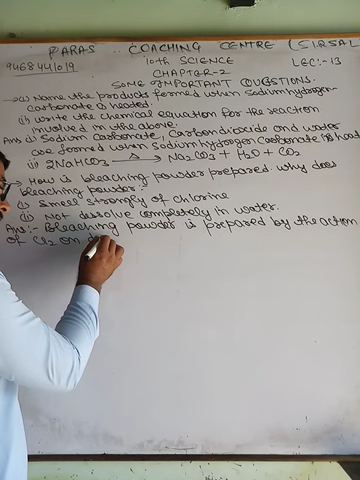 PARAS COACHING CENTRE (SIRSA)
9468441019 10th SCIENCE LEC:-13
CHAPTER-2
SOME IMPORTANT QUESTIONS.
→(i) Name the products formed when Sodium hydrogen-
Carbonate is heated.
(ii) Write the chemical equation for the reaction
involved in the above.
Ans i) Sodium Carbonate, Carbondioxide and water
are formed when Sodium hydrogen Carbonate is heat
ii) 2NaHCO3 —Δ→ Na2CO3 + H2O + CO2
→ How is bleaching powder prepared. Why does
bleaching powder:
(i) Smell strongly of chlorine
(ii) Not dissolve completely in water.
Ans:- Bleaching powder is prepared by the action
of Cl2 on